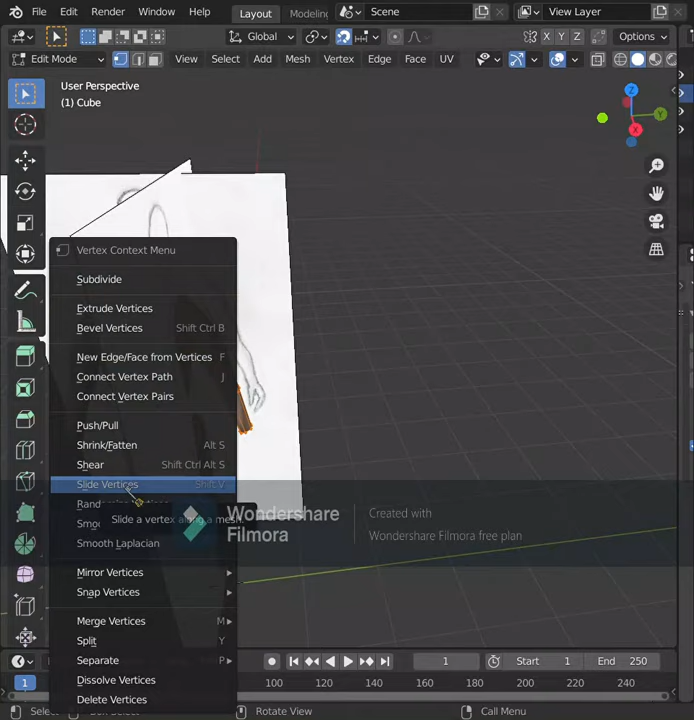 File Edit Render Window Help Layout Modeling Scene View Layer
Global X Y Z Options
Edit Mode View Select Add Mesh Vertex Edge Face UV
User Perspective
(1) Cube
Z
Y
X
Vertex Context Menu
Subdivide
Extrude Vertices
Bevel Vertices Shift Ctrl B
New Edge/Face from Vertices F
Connect Vertex Path J
Connect Vertex Pairs
Push/Pull
Shrink/Fatten Alt S
Shear Shift Ctrl Alt S
Slide Vertices Shift V
Slide a vertex along a mesh.
Smooth Laplacian
Mirror Vertices
Snap Vertices
Merge Vertices M
Split Y
Separate P
Dissolve Vertices
Delete Vertices
Wondershare
Filmora
Created with
Wondershare Filmora free plan
1 Start 1 End 250
1 100 120 140 160 180 200 220 240
Select Rotate View Call Menu